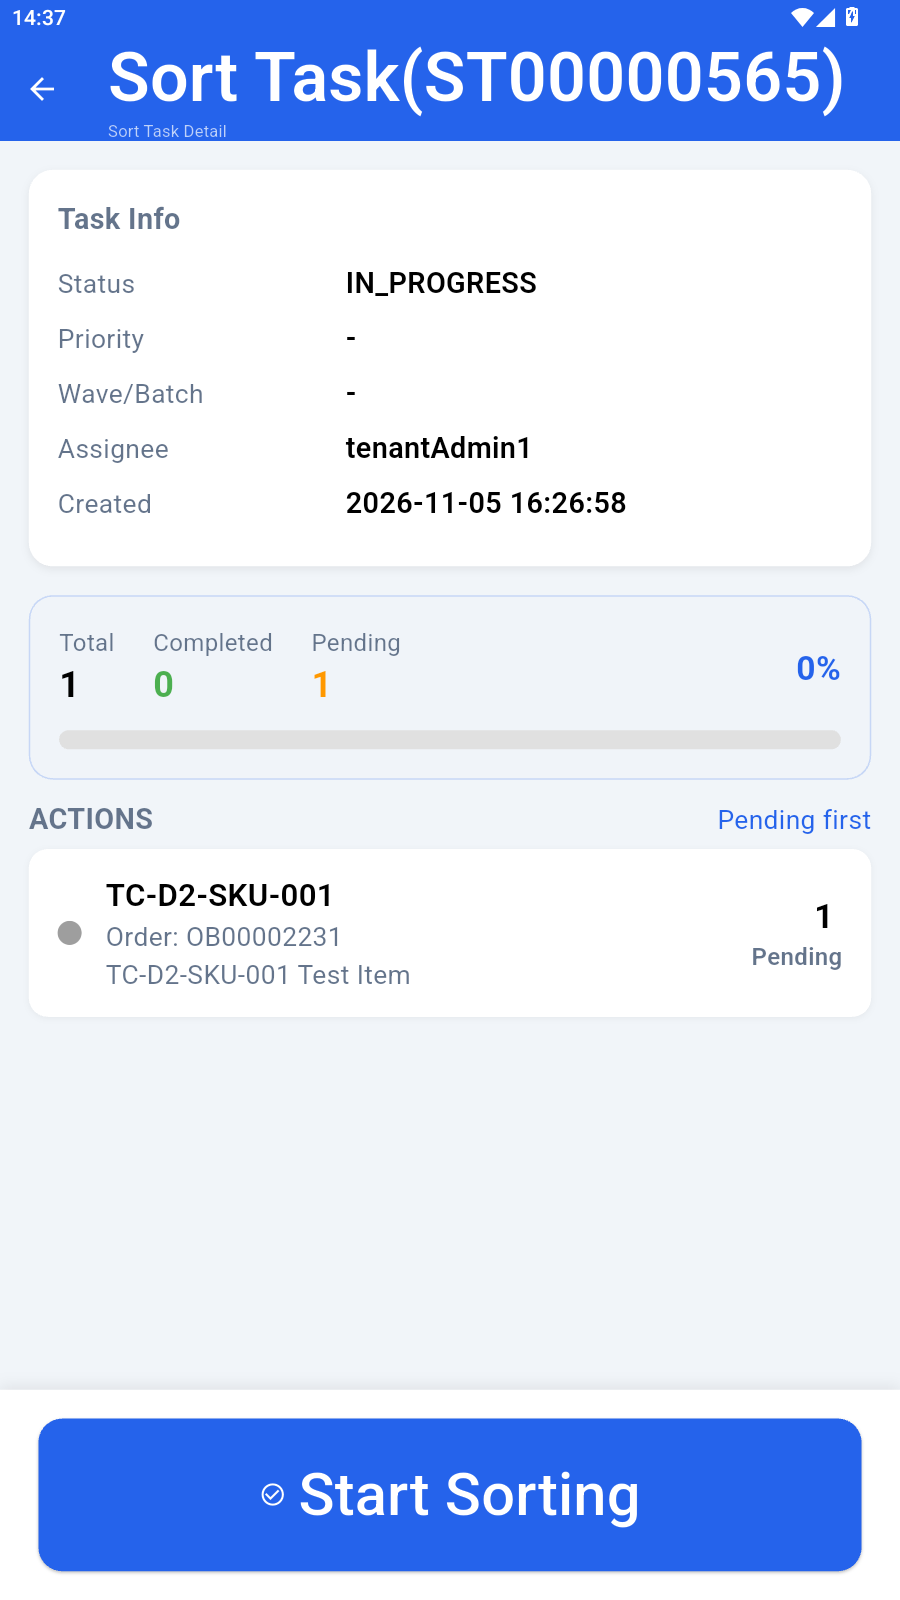 14:37
Sort Task(ST00000565)
Sort Task Detail
Task Info
Status IN_PROGRESS
Priority -
Wave/Batch -
Assignee tenantAdmin1
Created 2026-11-05 16:26:58
Total Completed Pending
1 0 1 0%
ACTIONS Pending first
TC-D2-SKU-001
Order: OB00002231 1
TC-D2-SKU-001 Test Item Pending
Start Sorting